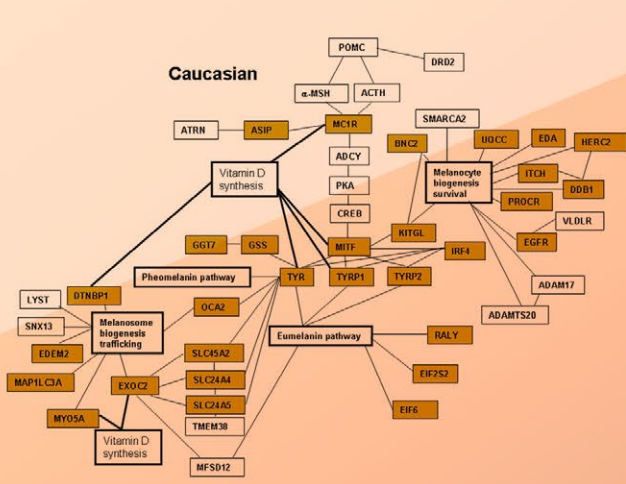 POMC
DRD2
Caucasian
α-MSH
ACTH
SMARCA2
ATRN
ASIP
MC1R
BNC2
UQCC
EDA
HERC2
ADCY
Vitamin D
synthesis
PKA
Melanocyte
biogenesis
survival
ITCH
DDB1
PROCR
CREB
VLDLR
KITGL
EGFR
GGT7
GSS
MITF
IRF4
Pheomelanin pathway
TYR
TYRP1
TYRP2
ADAM17
LYST
DTNBP1
OCA2
ADAMTS20
SNX13
Melanosome
biogenesis
trafficking
Eumelanin pathway
RALY
EDEM2
SLC45A2
EIF2S2
MAP1LC3A
EXOC2
SLC24A4
SLC24A5
EIF6
MYO5A
TMEM38
Vitamin D
synthesis
MFSD12